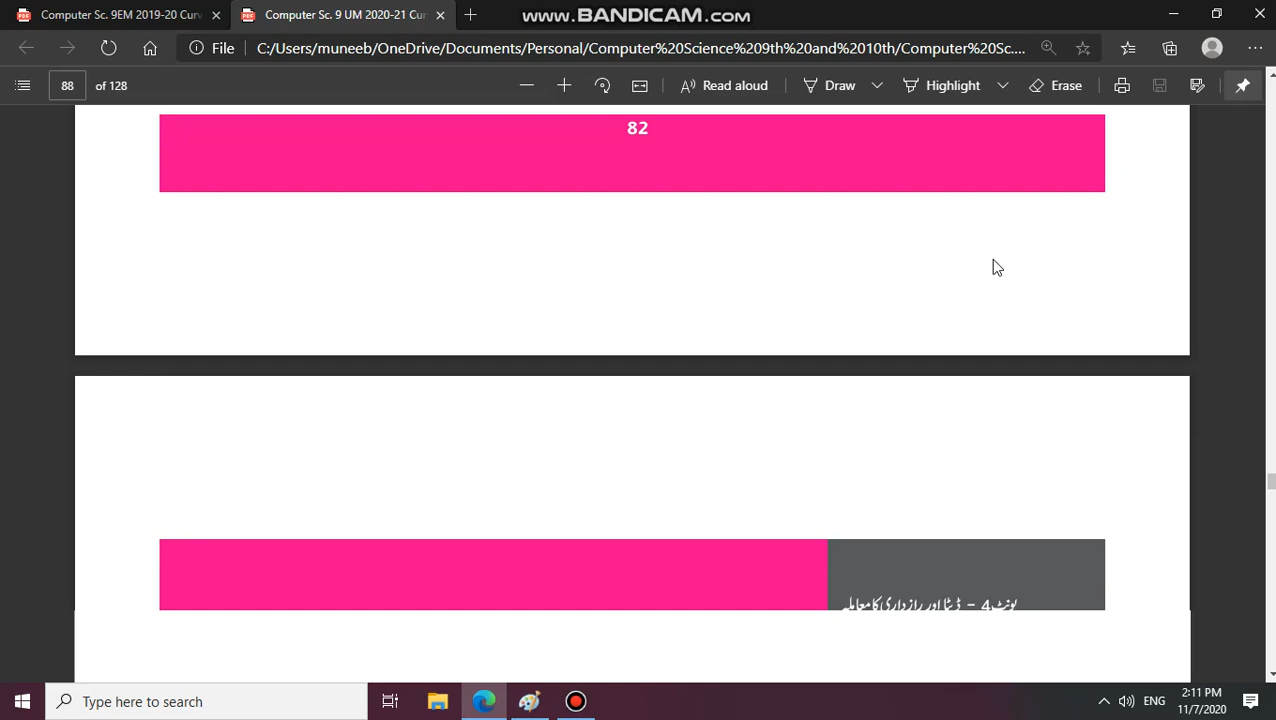 Computer Sc. 9EM 2019-20 Curv
Computer Sc. 9 UM 2020-21 Cur
www.BANDICAM.com
File
C:/Users/muneeb/OneDrive/Documents/Personal/Computer%20Science%209th%20and%2010th/Computer%20Sc....
88 of 128
Read aloud
Draw
Highlight
Erase
82
یونٹ 4 - ڈیٹا اور رازداری کا معاملہ
Type here to search
ENG
2:11 PM
11/7/2020